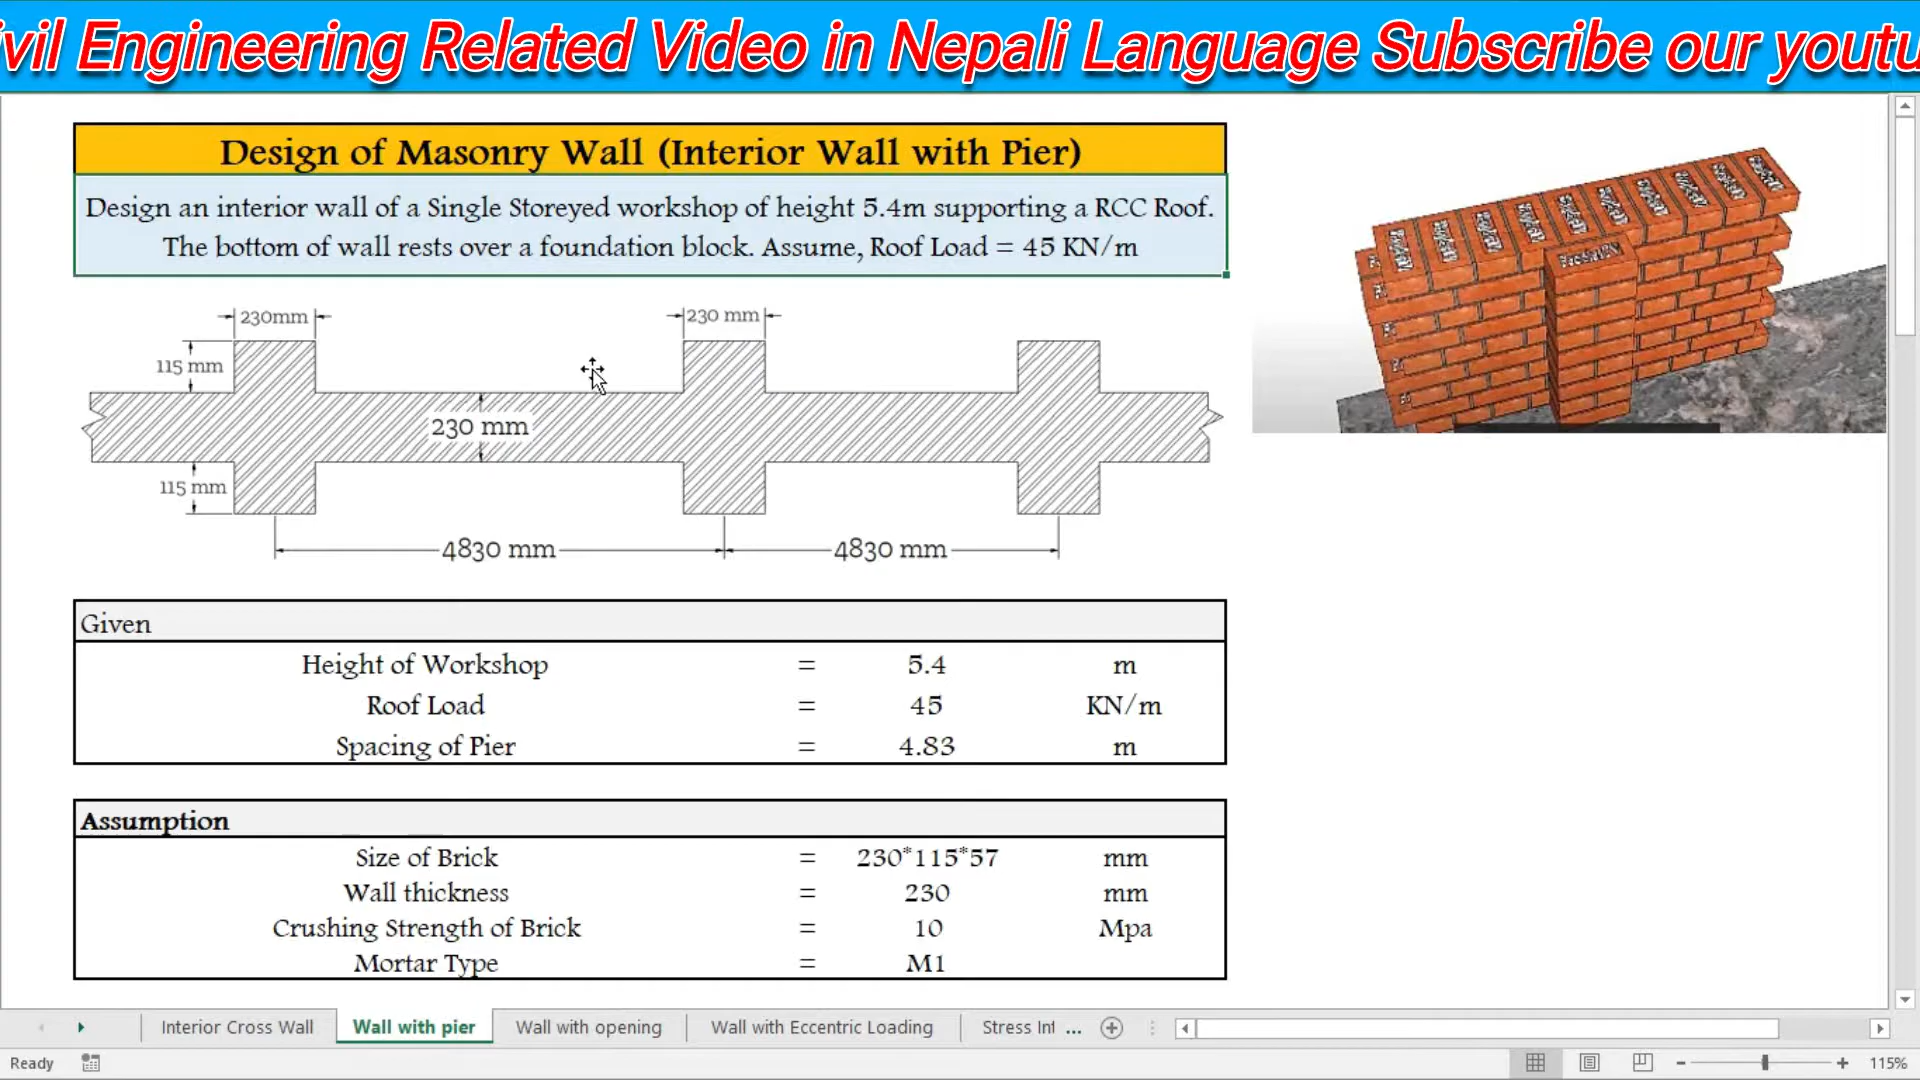 ivil Engineering Related Video in Nepali Language Subscribe our youtu
Design of Masonry Wall (Interior Wall with Pier)
Design an interior wall of a Single Storeyed workshop of height 5.4m supporting a RCC Roof.
The bottom of wall rests over a foundation block. Assume, Roof Load = 45 KN/m
230mm
230 mm
115 mm
230 mm
115 mm
4830 mm
4830 mm
Given
Height of Workshop = 5.4 m
Roof Load = 45 KN/m
Spacing of Pier = 4.83 m
Assumption
Size of Brick = 230*115*57 mm
Wall thickness = 230 mm
Crushing Strength of Brick = 10 Mpa
Mortar Type = M1
Interior Cross Wall
Wall with pier
Wall with opening
Wall with Eccentric Loading
Stress Int ...
Ready
115%